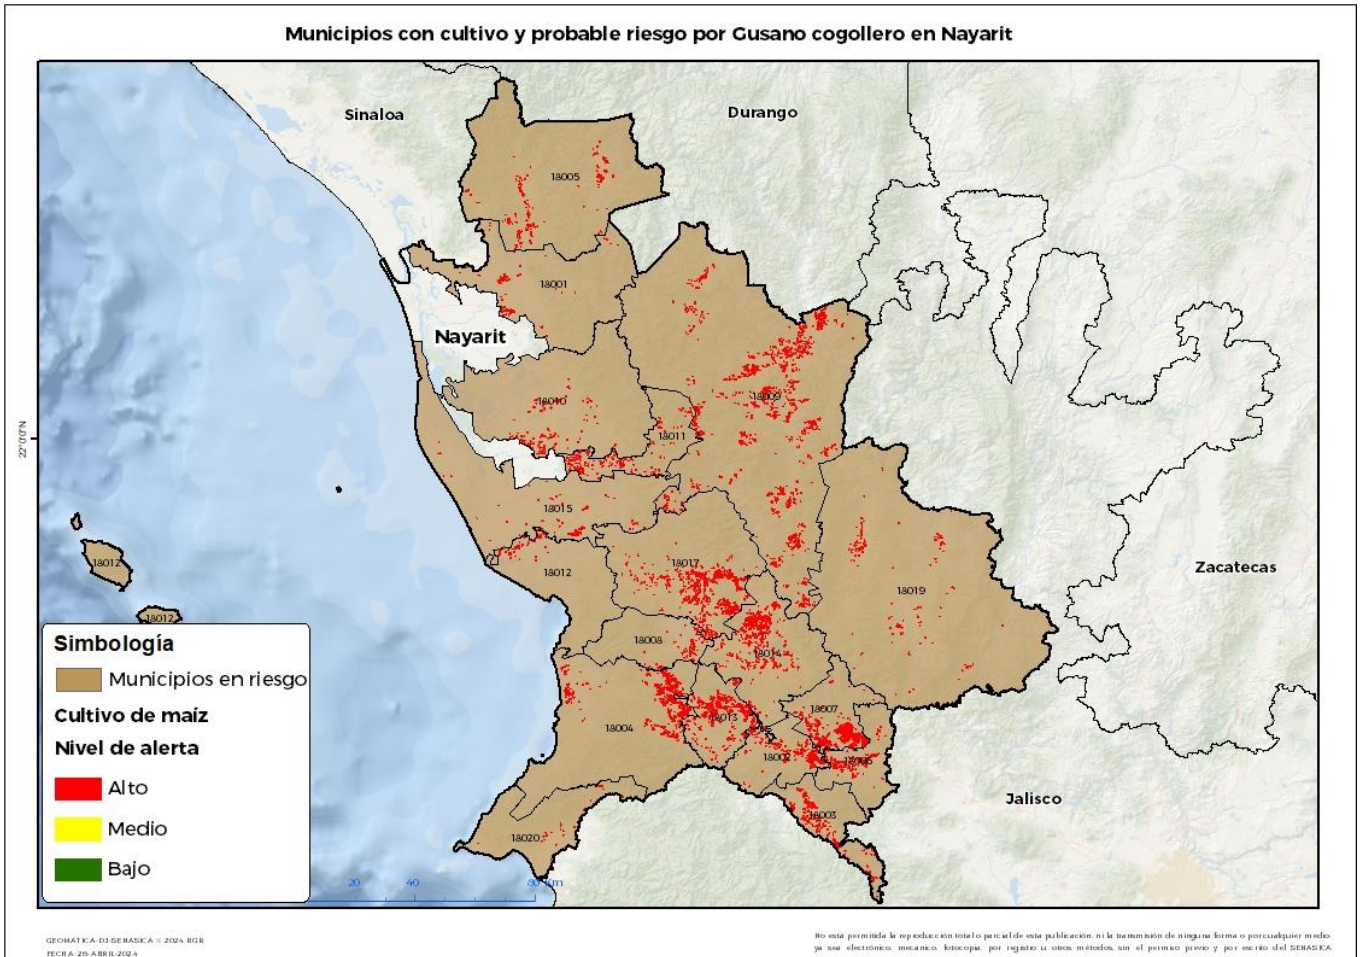 Municipios con cultivo y probable riesgo por Gusano cogollero en Nayarit
Sinaloa
Durango
18005
18001
Nayarit
18009
18010
18011
22°0'0"N
18015
18017
18012
18012
18012
Zacatecas
18019
18008
18014
18007
18013
18004
18002
18006
Jalisco
18003
18020
Simbología
Municipios en riesgo
Cultivo de maíz
Nivel de alerta
Alto
Medio
Bajo
20 40 80 Km
GEOMATICA-DJ-SENASICA © 2024 RGR
FECHA: 26 ABRIL 2024
No está permitida la reproducción total o parcial de esta publicación, ni la transmisión de ninguna forma o por cualquier medio,
ya sea electrónico, mecánico, fotocopia, por registro u otros métodos, sin el permiso previo y por escrito del SENASICA.